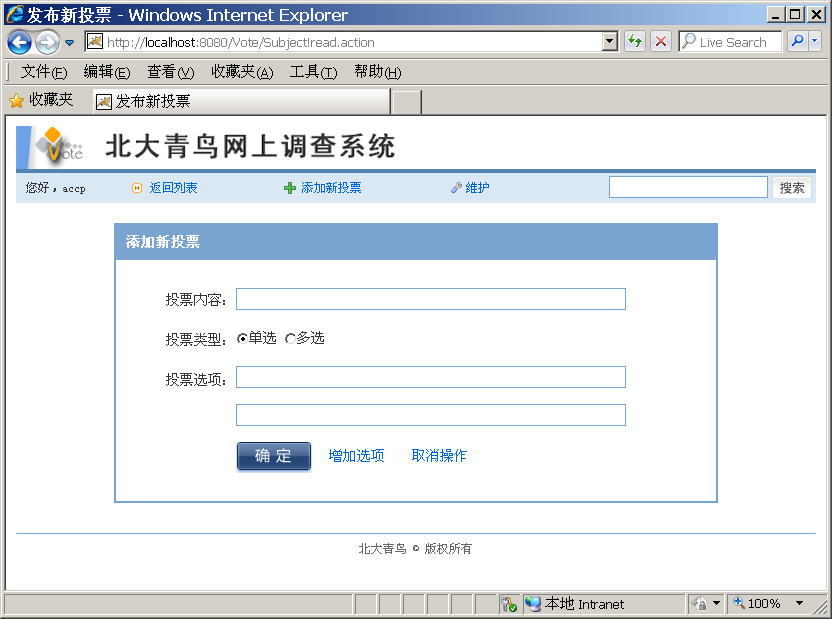 发布新投票 - Windows Internet Explorer
http://localhost:8080/Vote/Subject!read.action
Live Search
文件(F) 编辑(E) 查看(V) 收藏夹(A) 工具(T) 帮助(H)
收藏夹 发布新投票
Vote 北大青鸟网上调查系统
您好，accp N 返回列表 添加新投票 维护 搜索
添加新投票
投票内容：
投票类型： 单选 多选
投票选项：
确 定 增加选项 取消操作
北大青鸟 © 版权所有
本地 Intranet 100%